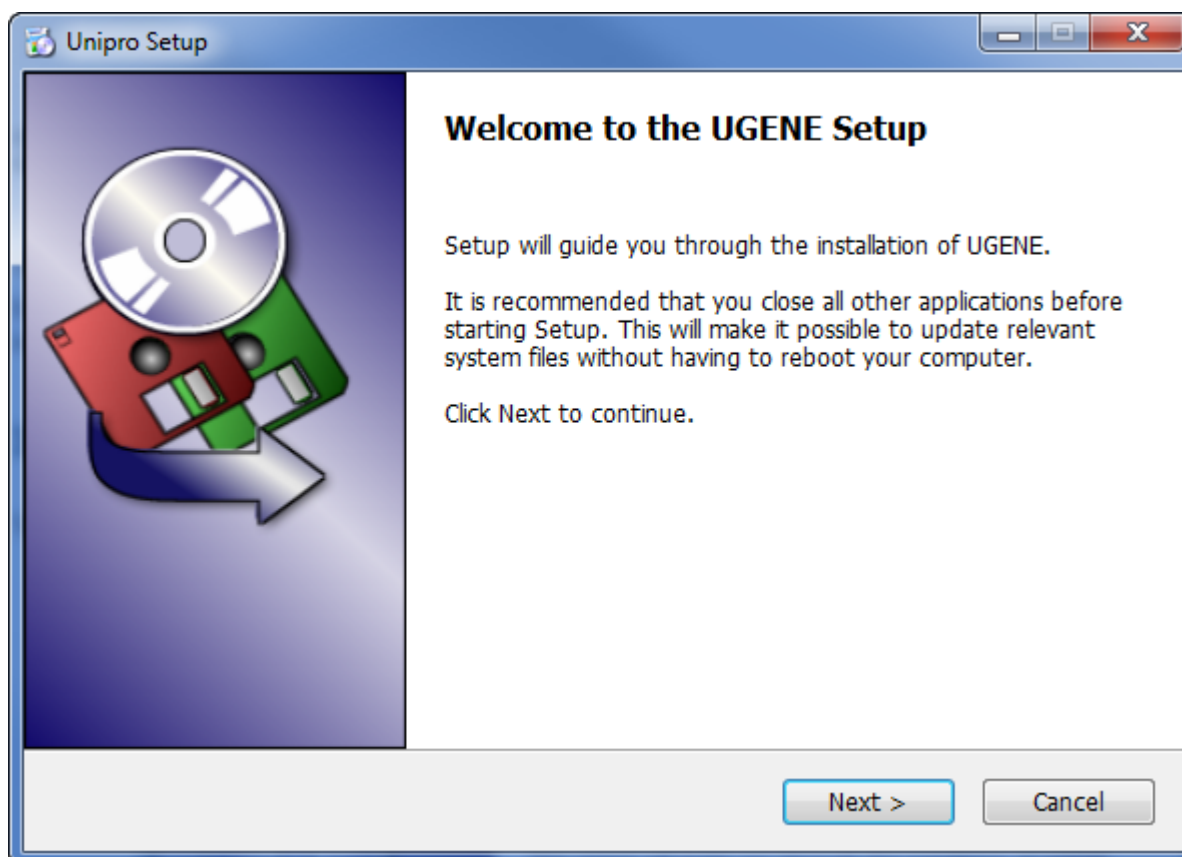 Unipro Setup
Welcome to the UGENE Setup
Setup will guide you through the installation of UGENE.
It is recommended that you close all other applications before
starting Setup. This will make it possible to update relevant
system files without having to reboot your computer.
Click Next to continue.
Next >
Cancel